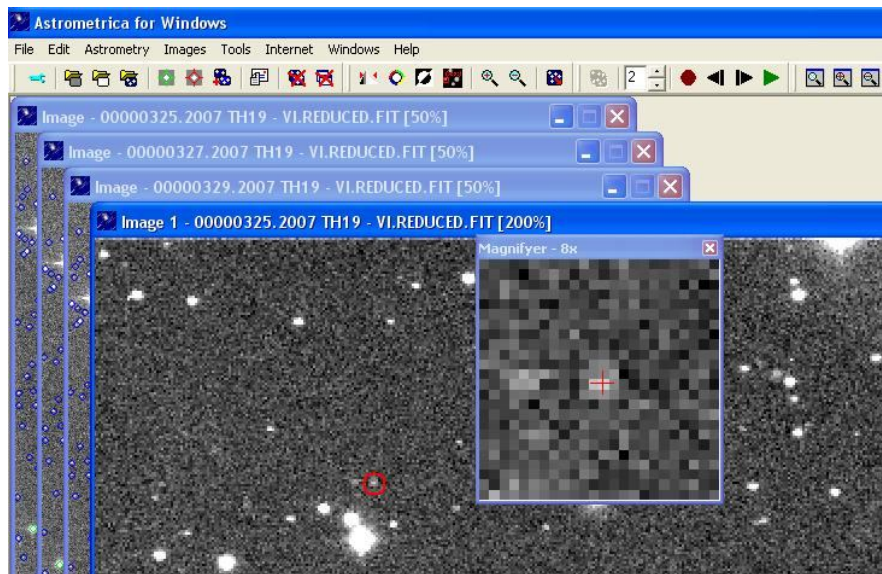 Astrometrica for Windows
File Edit Astrometry Images Tools Internet Windows Help
2
Image - 00000325.2007 TH19 - VI.REDUCED.FIT [50%]
Image - 00000327.2007 TH19 - VI.REDUCED.FIT [50%]
Image - 00000329.2007 TH19 - VI.REDUCED.FIT [50%]
Image 1 - 00000325.2007 TH19 - VI.REDUCED.FIT [200%]
Magnifyer - 8x